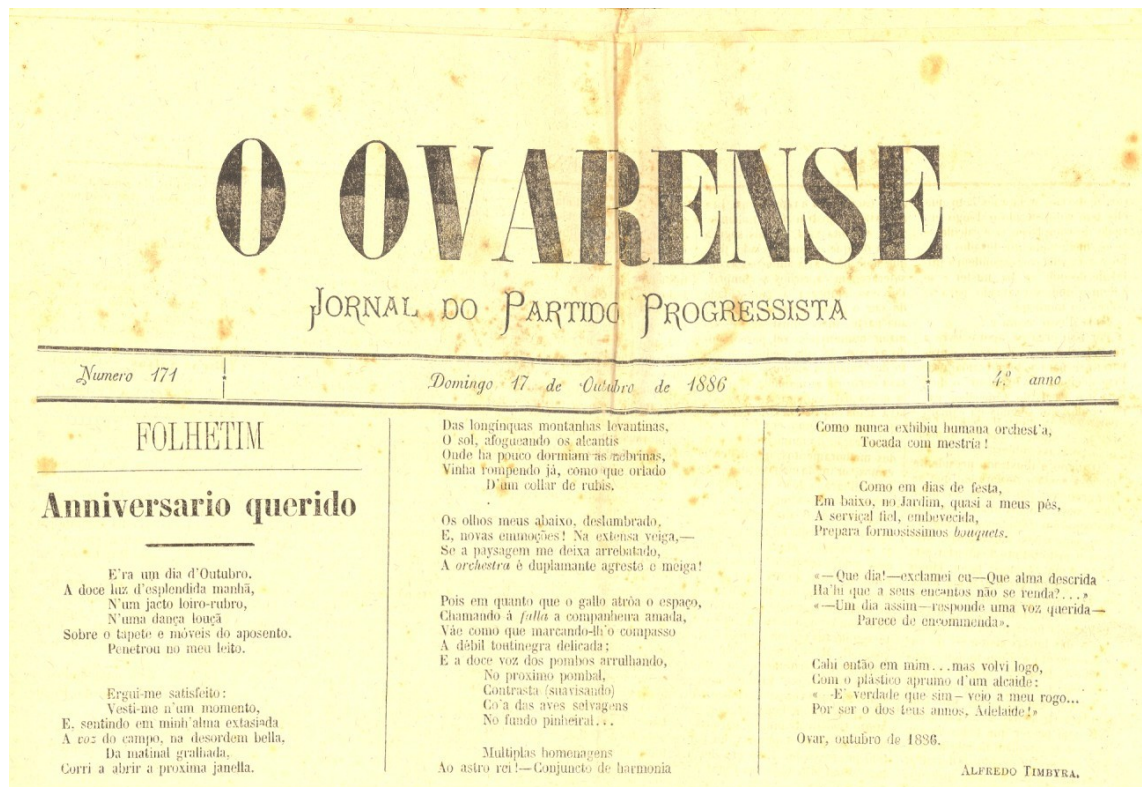 O OVARENSE
JORNAL DO PARTIDO PROGRESSISTA
Numero 171
Domingo 17 de Outubro de 1886
4.º anno
FOLHETIM
Anniversario querido
E'ra um dia d'Outubro.
A doce luz d'esplendida manhã,
N'um jacto loiro-rubro,
N'uma dança louçã
Sobre o tapete e móveis do aposento.
Penetrou no meu leito.
Ergui-me satisfeito:
Vesti-me n'um momento,
E, sentindo em minh'alma extasiada
A voz do campo, na desordem bella,
Da matinal gralhada,
Corri a abrir a proxima janella.
Das longinquas montanhas levantinas,
O sol, afogueando os alcantis
Onde ha pouco dormiam as nebrinas,
Vinha rompendo já, como que orlado
D'um collar de rubis.
Os olhos meus abaixo, deslumbrado,
E, novas emmoções! Na extensa veiga,—
Se a paysagem me deixa arrebatado,
A orchestra é duplamante agreste e meiga!
Pois em quanto que o gallo atrôa o espaço,
Chamando á falla a companheira amada,
Váe como que marcando-lh'o compasso
A débil toutinegra delicada;
E a doce voz dos pombos arrulhando,
No proximo pombal,
Contrasta (suavisando)
Co'a das aves selvagens
No fundo pinheiral...
Multiplas homenagens
Ao astro rei!—Conjuncto de harmonia
Como nunca exhibiu humana orchest'a,
Tocada com mestria!
Como em dias de festa,
Em baixo, no Jardim, quasi a meus pés,
A serviçal fiel, embevecida,
Prepara formosissimos bouquets.
«—Que dia!—exclamei eu—Que alma descrida
Ha'hi que a seus encantos não se renda?...»
«—Um dia assim—responde uma voz querida—
Parece de encommenda».
Cahi então em mim...mas volvi logo,
Com o plástico aprumo d'um alcaide:
« -E' verdade que sim—veio a meu rogo...
Por ser o dos teus annos, Adelaide!»
Ovar, outubro de 1886.
ALFREDO TIMBYRA.